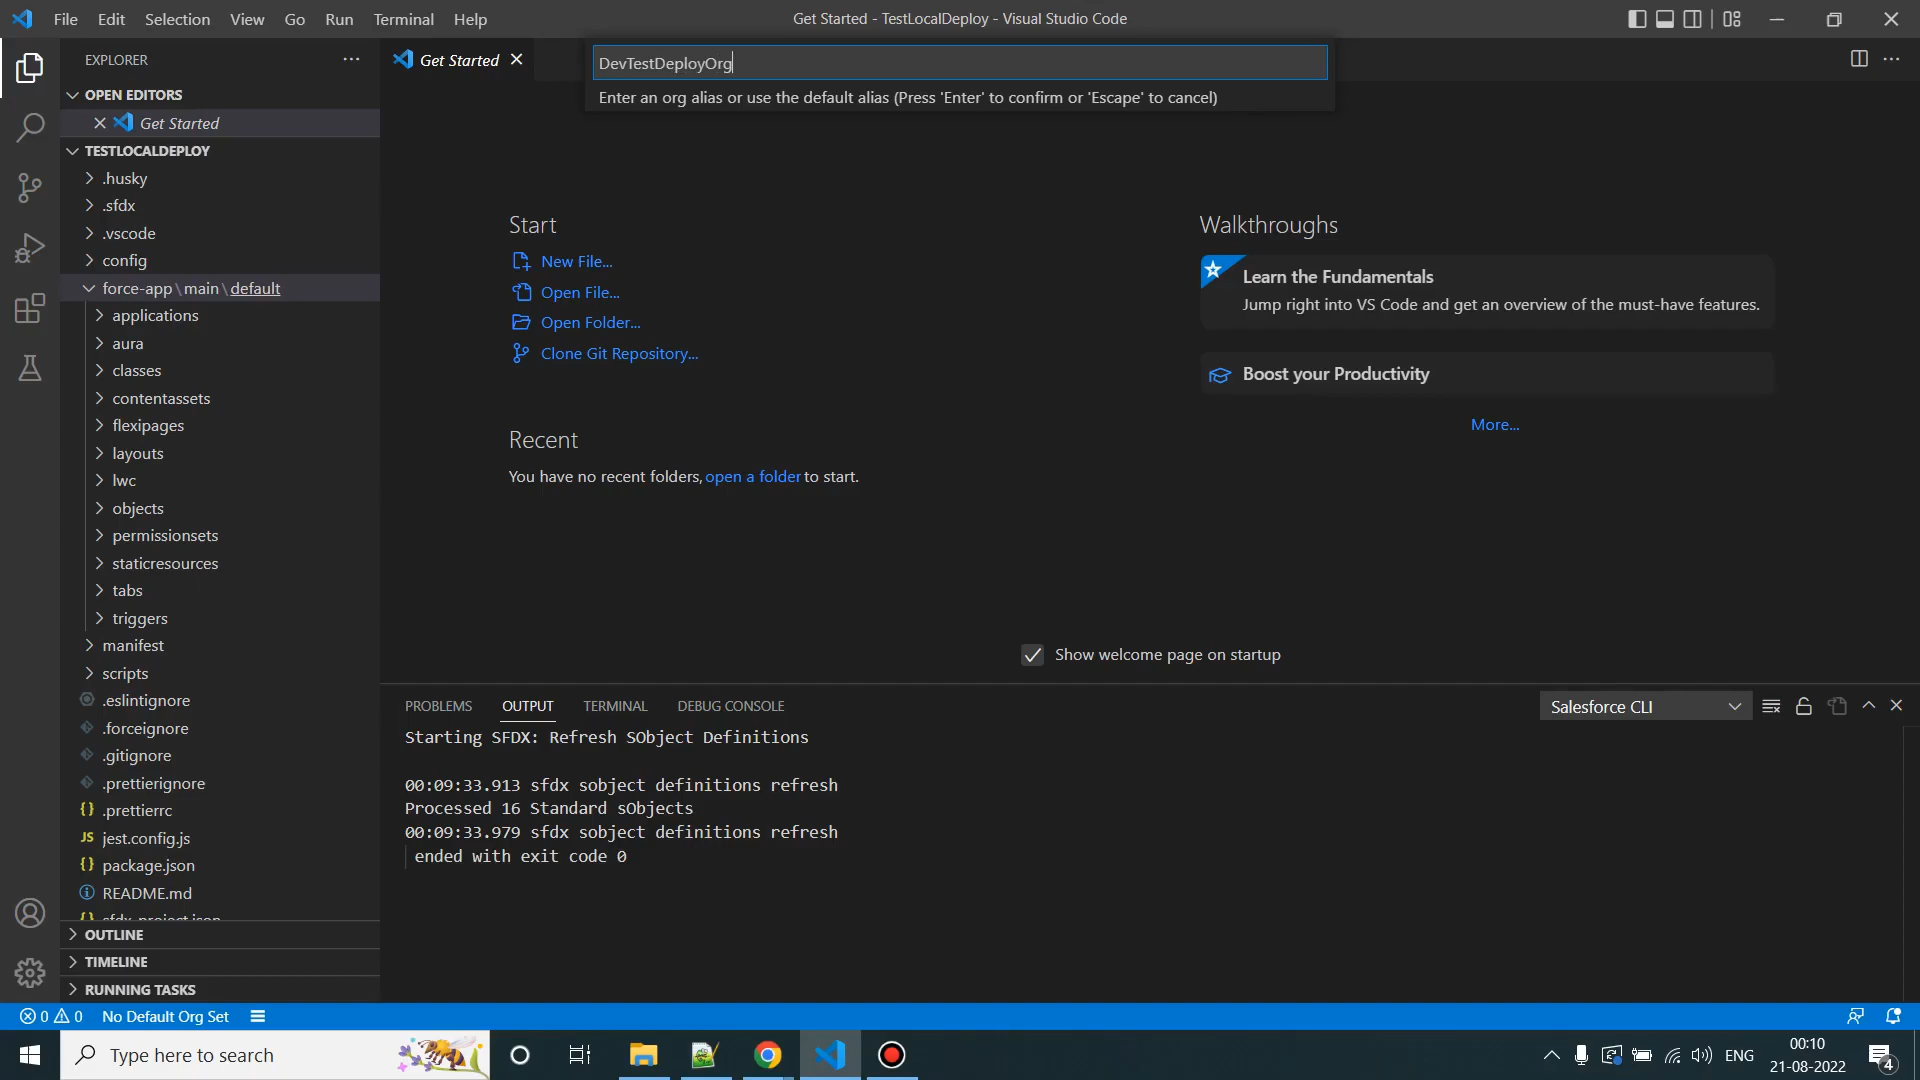 File Edit Selection View Go Run Terminal Help
Get Started - TestLocalDeploy - Visual Studio Code
EXPLORER
Get Started
DevTestDeployOrg
Enter an org alias or use the default alias (Press 'Enter' to confirm or 'Escape' to cancel)
OPEN EDITORS
Get Started
TESTLOCALDEPLOY
.husky
.sfdx
.vscode
config
force-app\main\default
applications
aura
classes
contentassets
flexipages
layouts
lwc
objects
permissionsets
staticresources
tabs
triggers
manifest
scripts
.eslintignore
.forceignore
.gitignore
.prettierignore
.prettierrc
JS jest.config.js
package.json
README.md
sfdx-project.json
OUTLINE
TIMELINE
RUNNING TASKS
Start
New File...
Open File...
Open Folder...
Clone Git Repository...
Recent
You have no recent folders, open a folder to start.
Walkthroughs
Learn the Fundamentals
Jump right into VS Code and get an overview of the must-have features.
Boost your Productivity
More...
Show welcome page on startup
PROBLEMS OUTPUT TERMINAL DEBUG CONSOLE
Salesforce CLI
Starting SFDX: Refresh SObject Definitions
00:09:33.913 sfdx sobject definitions refresh
Processed 16 Standard sObjects
00:09:33.979 sfdx sobject definitions refresh
ended with exit code 0
0 0 No Default Org Set
Type here to search
ENG
00:10
21-08-2022
4